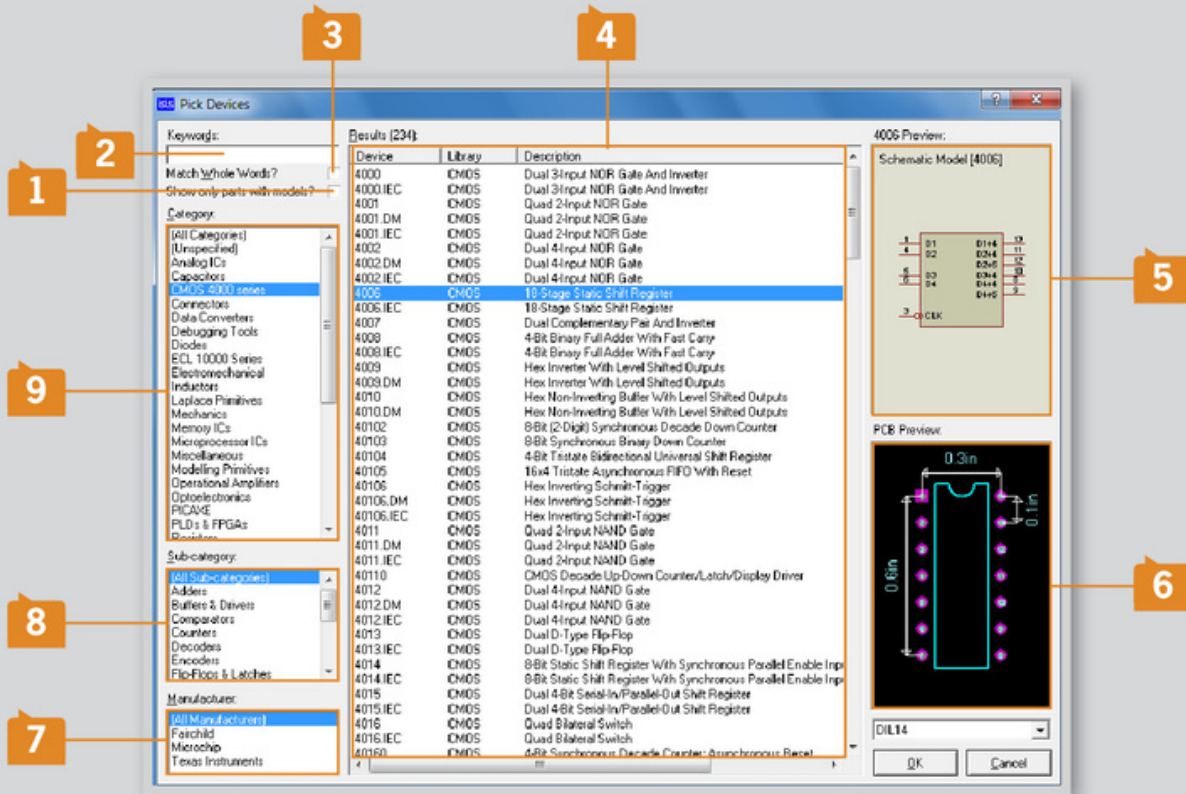 3
4
ISIS Pick Devices
Keywords:
Results (234):
4006 Preview:
2
Match Whole Words?
1
Show only parts with models?
Category:
(All Categories)
(Unspecified)
Analog ICs
Capacitors
CMOS 4000 series
Connectors
Data Converters
Debugging Tools
Diodes
ECL 10000 Series
Electromechanical
Inductors
Laplace Primitives
Mechanics
Memory ICs
Microprocessor ICs
Miscellaneous
Modelling Primitives
Operational Amplifiers
Optoelectronics
PICAXE
PLDs & FPGAs
Resistors
9
Sub-category:
(All Sub-categories)
Adders
Buffers & Drivers
Comparators
Counters
Decoders
Encoders
Flip-Flops & Latches
8
Manufacturer:
(All Manufacturers)
Fairchild
Microchip
Texas Instruments
7
Device Library Description
4000 CMOS Dual 3-Input NOR Gate And Inverter
4000.IEC CMOS Dual 3-Input NOR Gate And Inverter
4001 CMOS Quad 2-Input NOR Gate
4001.DM CMOS Quad 2-Input NOR Gate
4001.IEC CMOS Quad 2-Input NOR Gate
4002 CMOS Dual 4-Input NOR Gate
4002.DM CMOS Dual 4-Input NOR Gate
4002.IEC CMOS Dual 4-Input NOR Gate
4006 CMOS 18-Stage Static Shift Register
4006.IEC CMOS 18-Stage Static Shift Register
4007 CMOS Dual Complementary Pair And Inverter
4008 CMOS 4-Bit Binary Full Adder With Fast Carry
4008.IEC CMOS 4-Bit Binary Full Adder With Fast Carry
4009 CMOS Hex Inverter With Level Shifted Outputs
4009.DM CMOS Hex Inverter With Level Shifted Outputs
4010 CMOS Hex Non-Inverting Buffer With Level Shifted Outputs
4010.DM CMOS Hex Non-Inverting Buffer With Level Shifted Outputs
40102 CMOS 8-Bit (2-Digit) Synchronous Decade Down Counter
40103 CMOS 8-Bit Synchronous Binary Down Counter
40104 CMOS 4-Bit Tristate Bidirectional Universal Shift Register
40105 CMOS 16x4 Tristate Asynchronous FIFO With Reset
40106 CMOS Hex Inverting Schmitt-Trigger
40106.DM CMOS Hex Inverting Schmitt-Trigger
40106.IEC CMOS Hex Inverting Schmitt-Trigger
4011 CMOS Quad 2-Input NAND Gate
4011.DM CMOS Quad 2-Input NAND Gate
4011.IEC CMOS Quad 2-Input NAND Gate
40110 CMOS CMOS Decade Up-Down Counter/Latch/Display Driver
4012 CMOS Dual 4-Input NAND Gate
4012.DM CMOS Dual 4-Input NAND Gate
4012.IEC CMOS Dual 4-Input NAND Gate
4013 CMOS Dual D-Type Flip-Flop
4013.IEC CMOS Dual D-Type Flip-Flop
4014 CMOS 8-Bit Static Shift Register With Synchronous Parallel Enable Inp
4014.IEC CMOS 8-Bit Static Shift Register With Synchronous Parallel Enable Inp
4015 CMOS Dual 4-Bit Serial-In/Parallel-Out Shift Register
4015.IEC CMOS Dual 4-Bit Serial-In/Parallel-Out Shift Register
4016 CMOS Quad Bilateral Switch
4016.IEC CMOS Quad Bilateral Switch
40160 CMOS 4-Bit Synchronous Decade Counter; Asynchronous Reset
Schematic Model [4006]
1 D1 D1+4 13
4 D2 D2+4 11
D2+5 12
5 D3 D3+4 10
6 D4 D4+4 8
D4+5 9
3 CLK
5
PCB Preview:
0.3in
0.1in
0.6in
6
DIL14
OK
Cancel